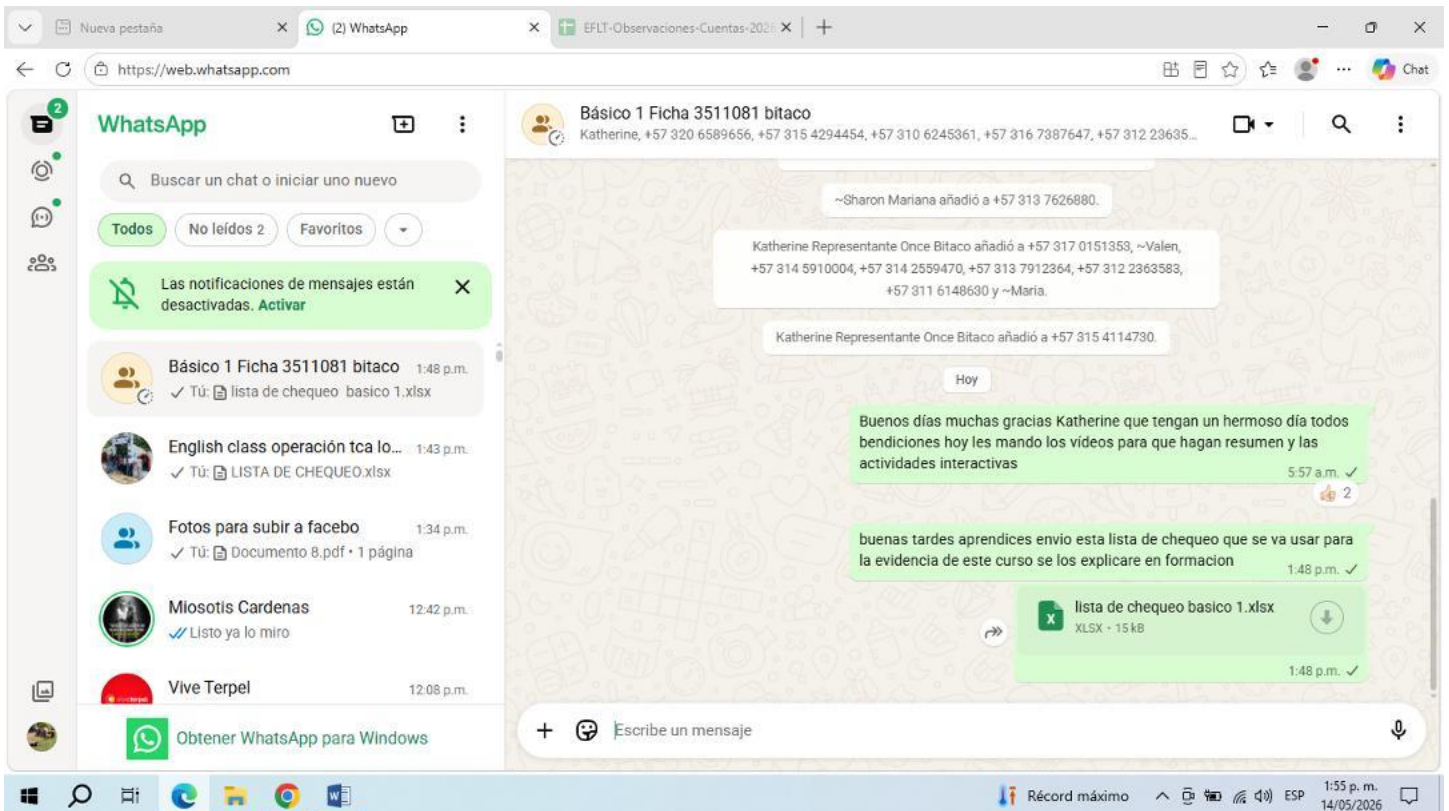 Nueva pestaña
(2) WhatsApp
EFLT-Observaciones-Cuentas-202
https://web.whatsapp.com
Chat
2
WhatsApp
Buscar un chat o iniciar uno nuevo
Todos
No leídos 2
Favoritos
Las notificaciones de mensajes están
desactivadas. Activar
Básico 1 Ficha 3511081 bitaco 1:48 p.m.
Tú: lista de chequeo basico 1.xlsx
English class operación tca lo... 1:43 p.m.
Tú: LISTA DE CHEQUEO.xlsx
Fotos para subir a facebo 1:34 p.m.
Tú: Documento 8.pdf • 1 página
Miosotis Cardenas 12:42 p.m.
Listo ya lo miro
Vive Terpel 12:08 p.m.
Obtener WhatsApp para Windows
Básico 1 Ficha 3511081 bitaco
Katherine, +57 320 6589656, +57 315 4294454, +57 310 6245361, +57 316 7387647, +57 312 23635...
~Sharon Mariana añadió a +57 313 7626880.
Katherine Representante Once Bitaco añadió a +57 317 0151353, ~Valen,
+57 314 5910004, +57 314 2559470, +57 313 7912364, +57 312 2363583,
+57 311 6148630 y ~Maria.
Katherine Representante Once Bitaco añadió a +57 315 4114730.
Hoy
Buenos días muchas gracias Katherine que tengan un hermoso día todos
bendiciones hoy les mando los vídeos para que hagan resumen y las
actividades interactivas
5:57 a.m.
2
buenas tardes aprendices envio esta lista de chequeo que se va usar para
la evidencia de este curso se los explicare en formacion
1:48 p.m.
lista de chequeo basico 1.xlsx
XLSX • 15 kB
1:48 p.m.
Escribe un mensaje
Récord máximo
ESP
1:55 p. m.
14/05/2026